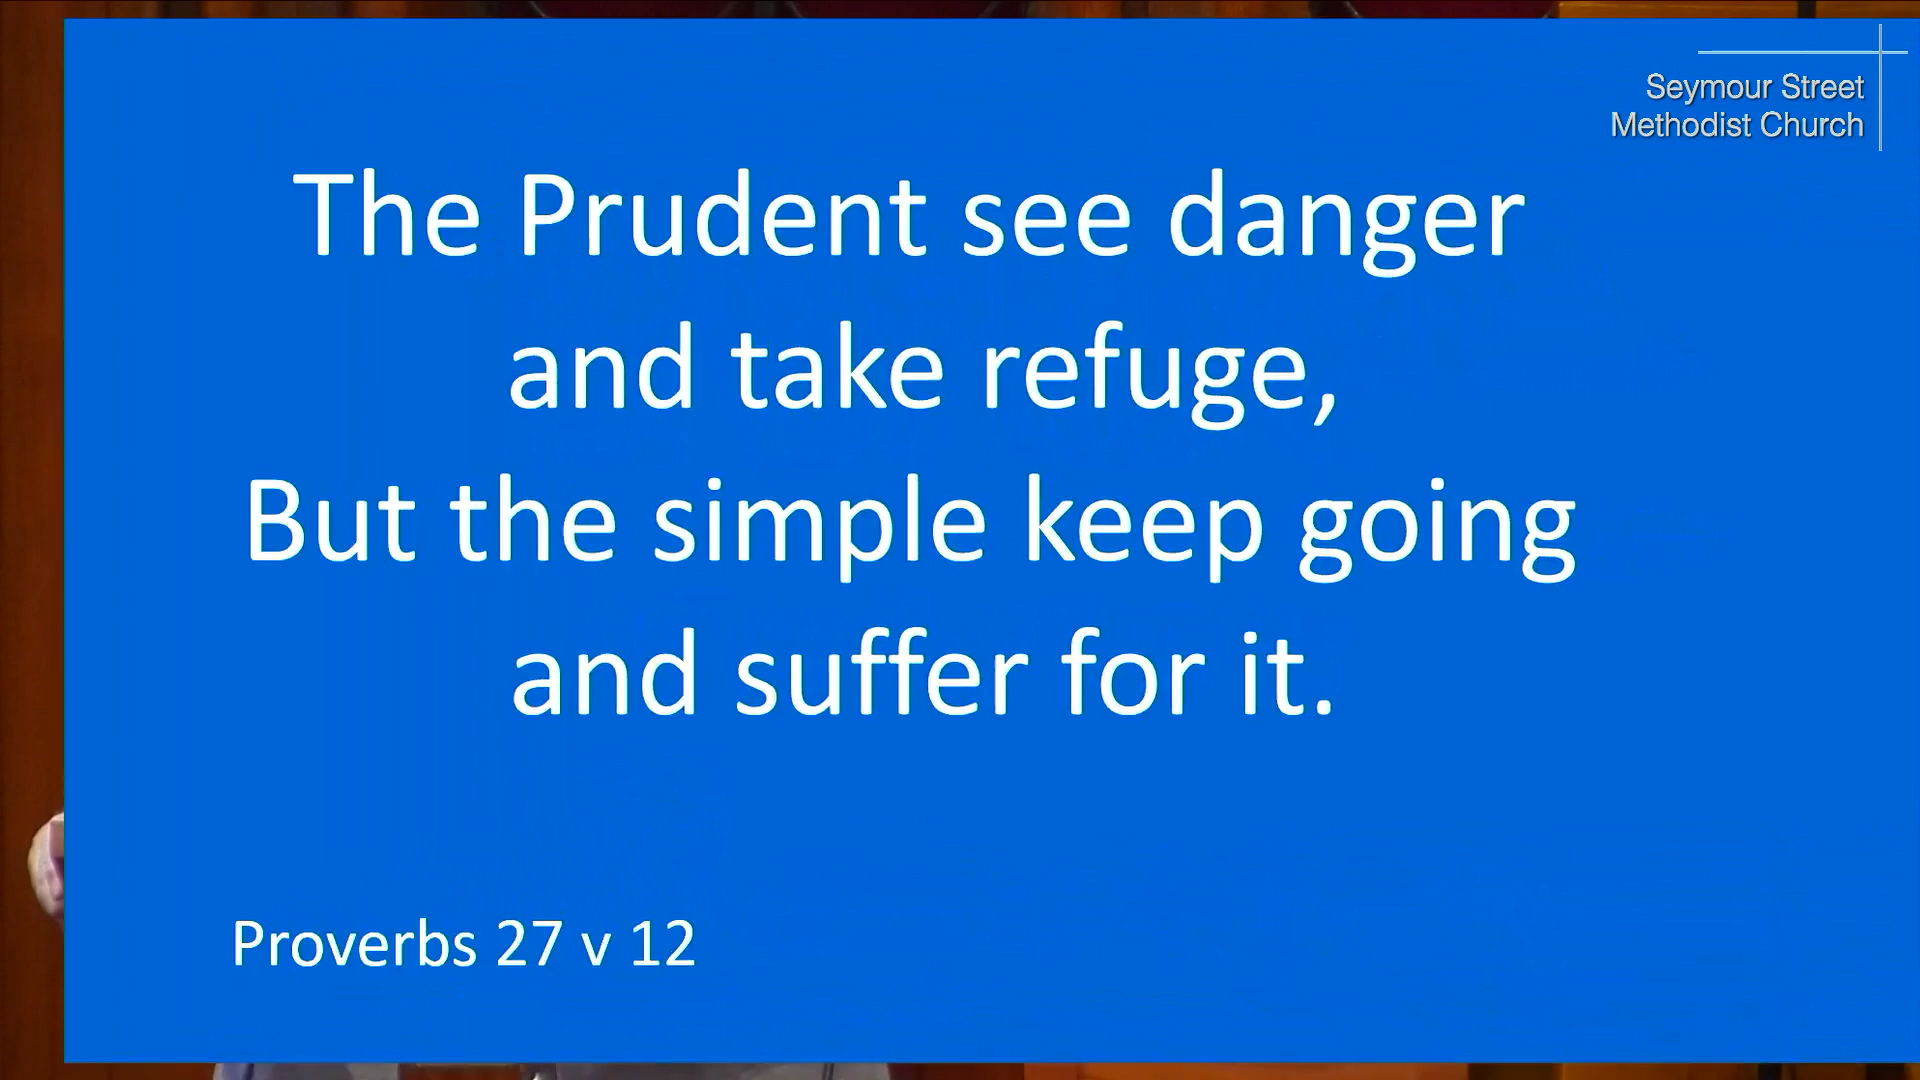 Seymour Street
Methodist Church
The Prudent see danger
and take refuge,
But the simple keep going
and suffer for it.
Proverbs 27 v 12